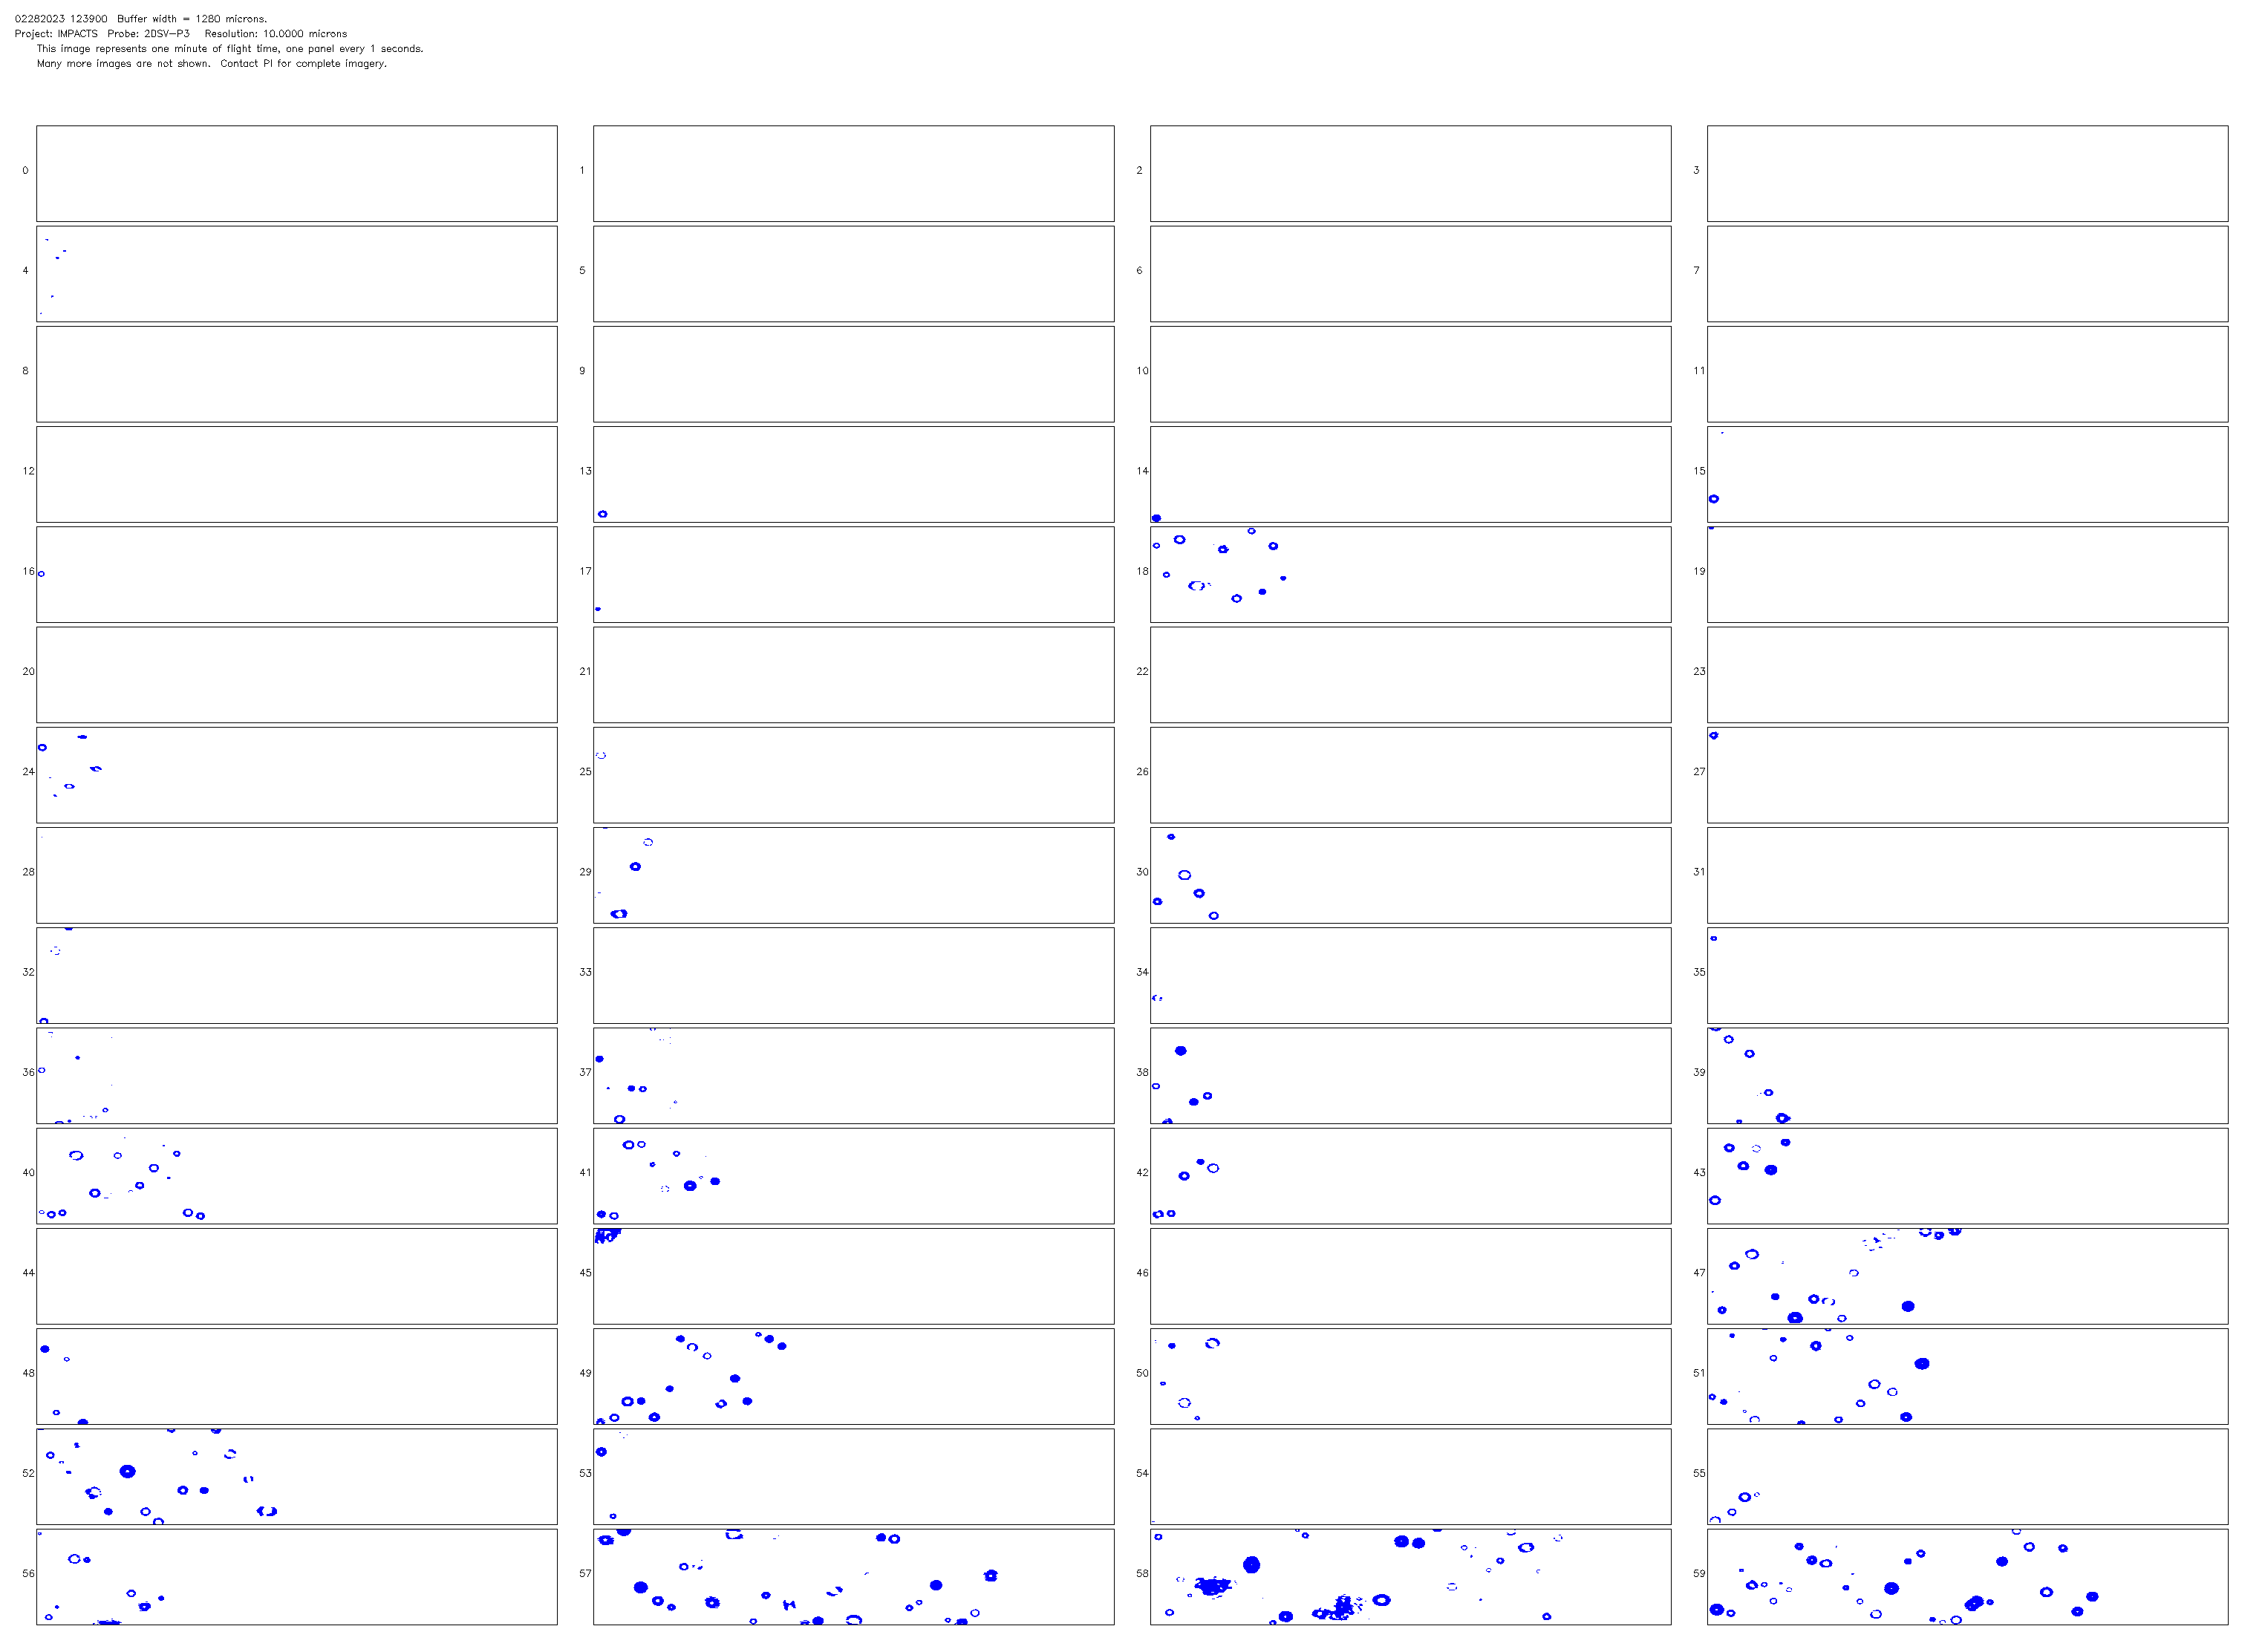 02282023 123900 Buffer width = 1280 microns.
Project: IMPACTS Probe: 2DSV-P3 Resolution: 10.0000 microns
This image represents one minute of flight time, one panel every 1 seconds.
Many more images are not shown. Contact PI for complete imagery.
0 1 2 3
4 5 6 7
8 9 10 11
12 13 14 15
16 17 18 19
20 21 22 23
24 25 26 27
28 29 30 31
32 33 34 35
36 37 38 39
40 41 42 43
44 45 46 47
48 49 50 51
52 53 54 55
56 57 58 59